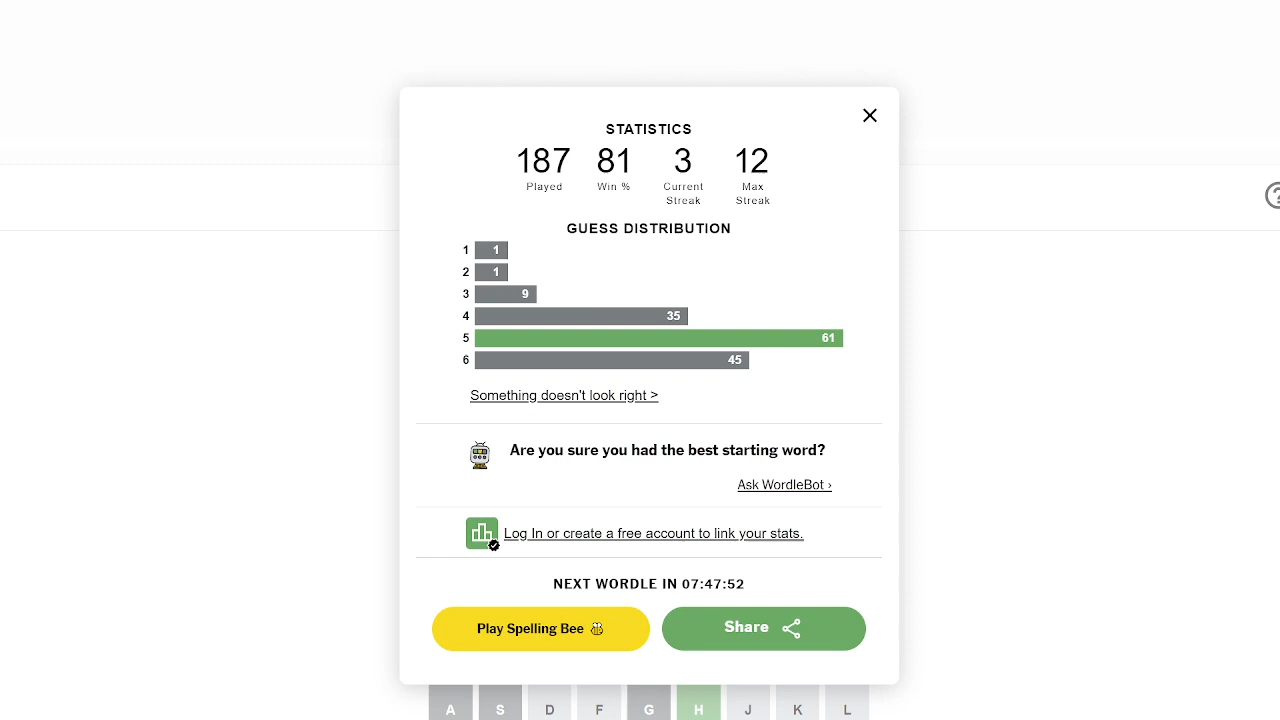 STATISTICS
187 81 3 12
Played Win % Current Streak Max Streak
GUESS DISTRIBUTION
1 1
2 1
3 9
4 35
5 61
6 45
Something doesn't look right >
Are you sure you had the best starting word?
Ask WordleBot ›
Log In or create a free account to link your stats.
NEXT WORDLE IN 07:47:52
Play Spelling Bee
Share
A S D F G H J K L
?